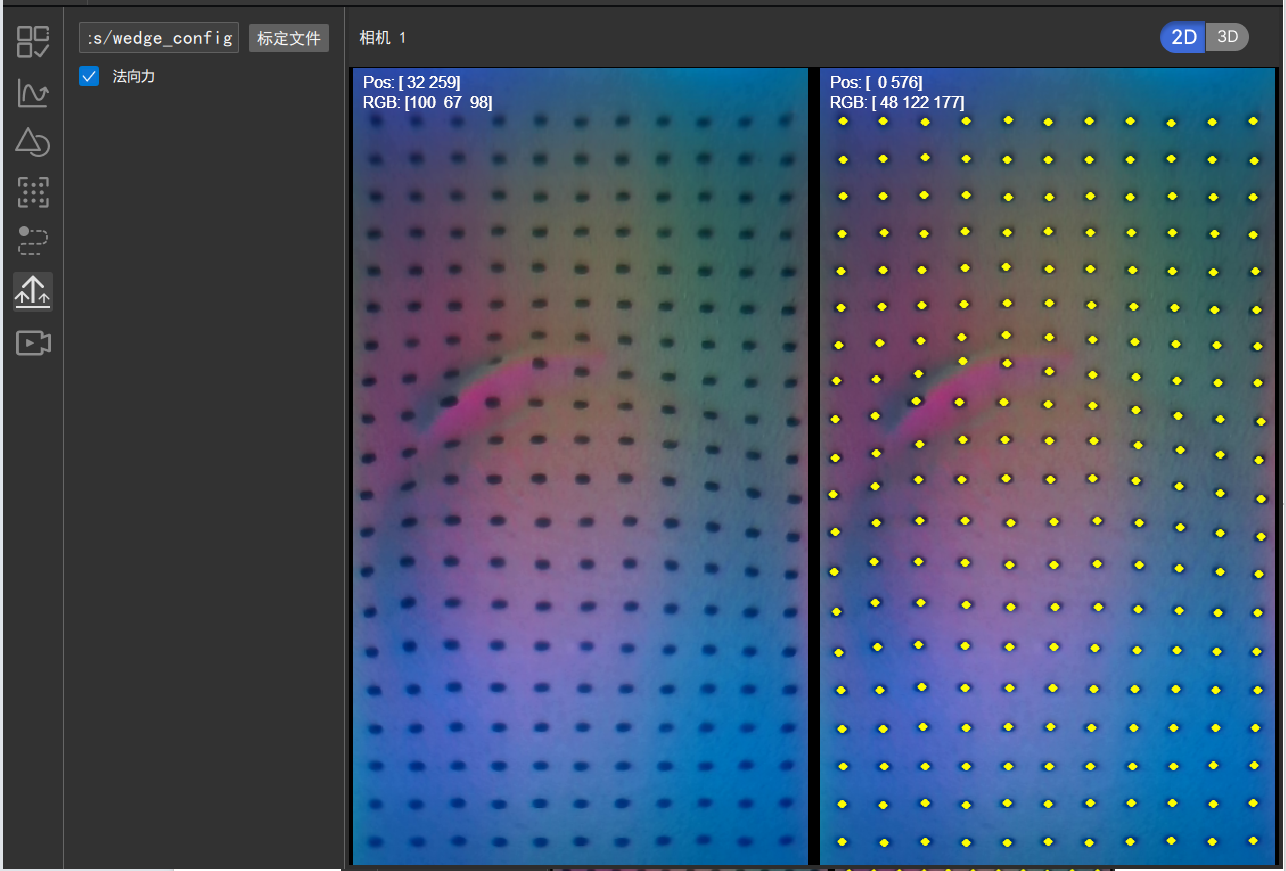 :s/wedge_config
标定文件
法向力
相机 1
2D
3D
Pos: [ 32 259]
RGB: [100  67  98]
Pos: [  0 576]
RGB: [ 48 122 177]